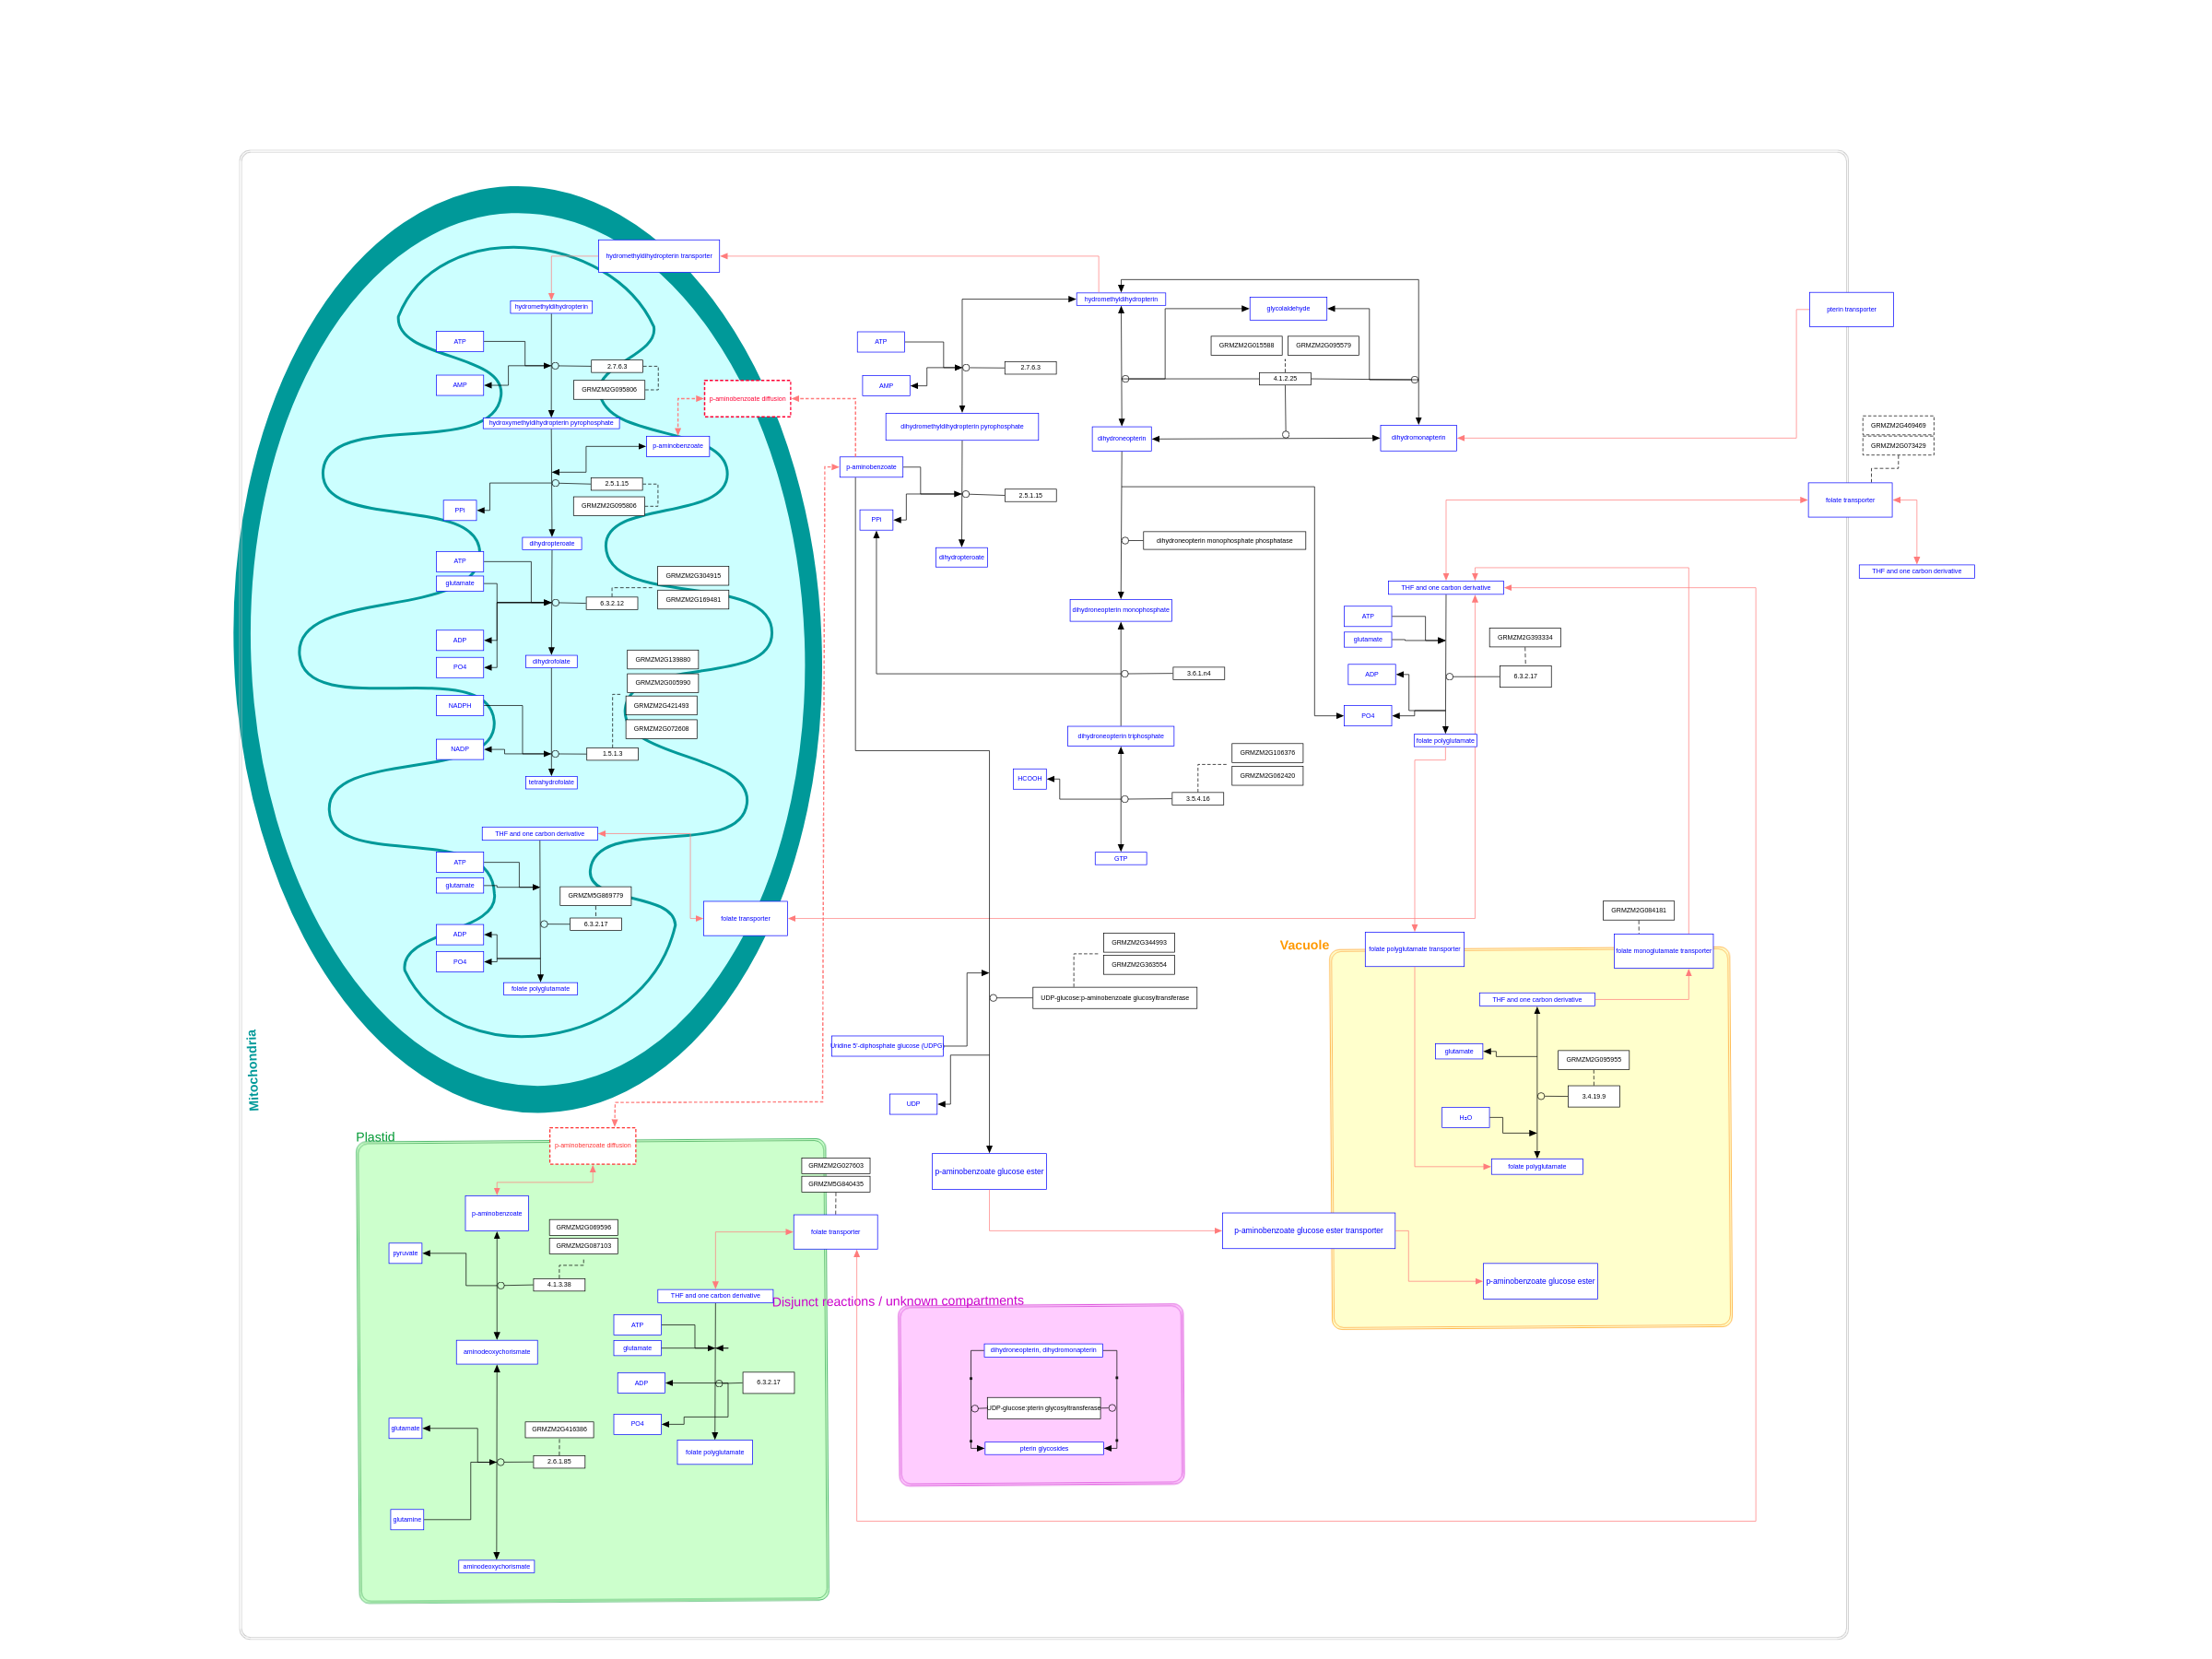 hydromethyldihydropterin transporter
hydromethyldihydropterin
ATP
2.7.6.3
AMP
GRMZM2G095806
hydroxymethyldihydropterin pyrophosphate
p-aminobenzoate
2.5.1.15
GRMZM2G095806
PPi
dihydropteroate
ATP
glutamate
GRMZM2G304915
GRMZM2G169481
6.3.2.12
ADP
PO4
dihydrofolate
GRMZM2G139880
GRMZM2G005990
GRMZM2G421493
GRMZM2G072608
NADPH
NADP
1.5.1.3
tetrahydrofolate
THF and one carbon derivative
ATP
glutamate
GRMZM5G869779
6.3.2.17
ADP
PO4
folate polyglutamate
folate transporter
Mitochondria
p-aminobenzoate diffusion
hydromethyldihydropterin
glycolaldehyde
pterin transporter
ATP
GRMZM2G015588
GRMZM2G095579
2.7.6.3
4.1.2.25
AMP
dihydromethyldihydropterin pyrophosphate
dihydroneopterin
dihydromonapterin
p-aminobenzoate
2.5.1.15
PPi
dihydropteroate
dihydroneopterin monophosphate phosphatase
dihydroneopterin monophosphate
3.6.1.n4
dihydroneopterin triphosphate
GRMZM2G106376
GRMZM2G062420
HCOOH
3.5.4.16
GTP
GRMZM2G469469
GRMZM2G073429
folate transporter
THF and one carbon derivative
THF and one carbon derivative
ATP
glutamate
GRMZM2G393334
6.3.2.17
ADP
PO4
folate polyglutamate
GRMZM2G344993
GRMZM2G363554
UDP-glucose:p-aminobenzoate glucosyltransferase
Uridine 5'-diphosphate glucose (UDPG)
UDP
p-aminobenzoate glucose ester
Vacuole
GRMZM2G084181
folate polyglutamate transporter
folate monoglutamate transporter
THF and one carbon derivative
glutamate
GRMZM2G095955
3.4.19.9
H₂O
folate polyglutamate
p-aminobenzoate glucose ester transporter
p-aminobenzoate glucose ester
Plastid
p-aminobenzoate diffusion
p-aminobenzoate
GRMZM2G089596
GRMZM2G087103
pyruvate
4.1.3.38
aminodeoxychorismate
glutamate
GRMZM2G416386
2.6.1.85
glutamine
aminodeoxychorismate
GRMZM2G027603
GRMZM5G840435
folate transporter
THF and one carbon derivative
ATP
glutamate
ADP
6.3.2.17
PO4
folate polyglutamate
Disjunct reactions / unknown compartments
dihydroneopterin, dihydromonapterin
UDP-glucose:pterin glycosyltransferase
pterin glycosides